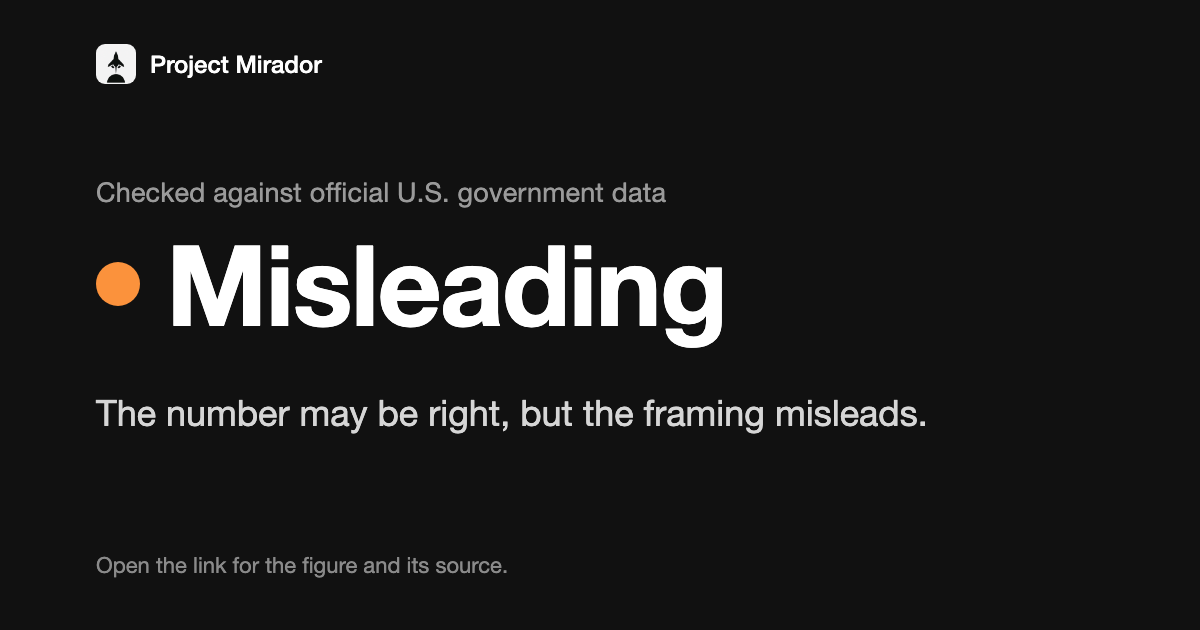 Project Mirador
Checked against official U.S. government data
Misleading
The number may be right, but the framing misleads.
Open the link for the figure and its source.